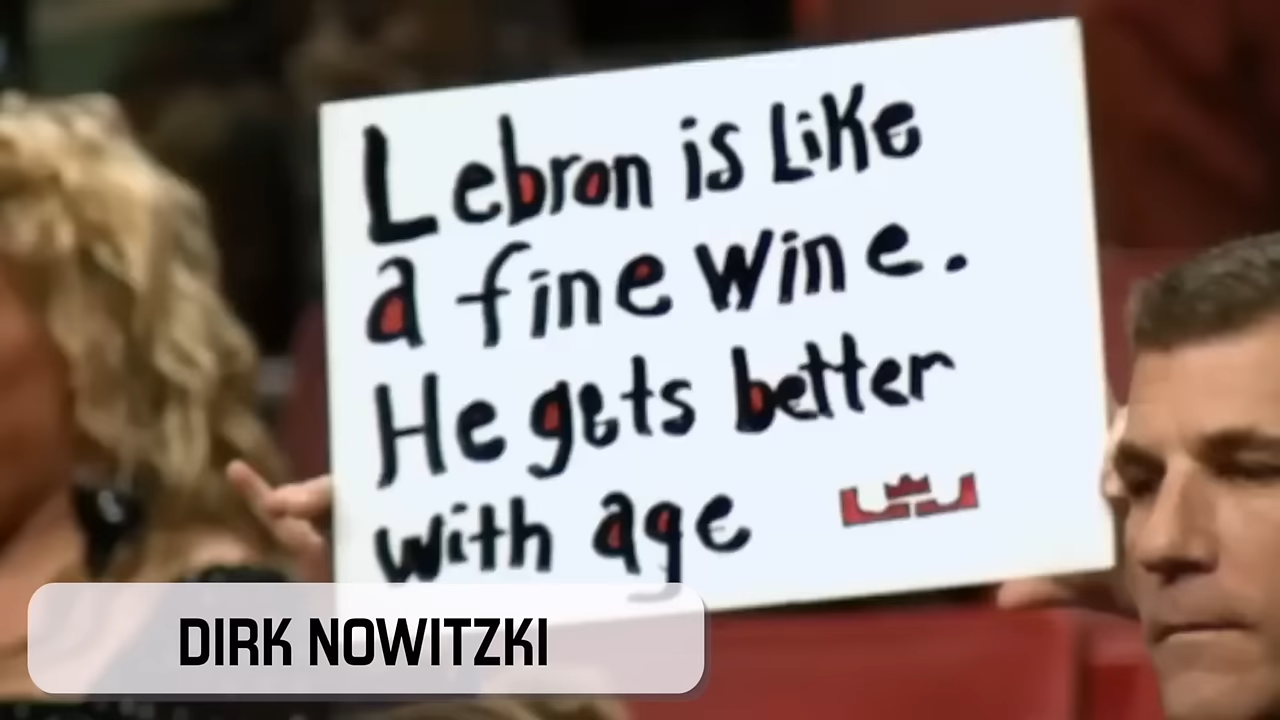 Lebron is Like
a fine wine.
He gets better
with age
DIRK NOWITZKI